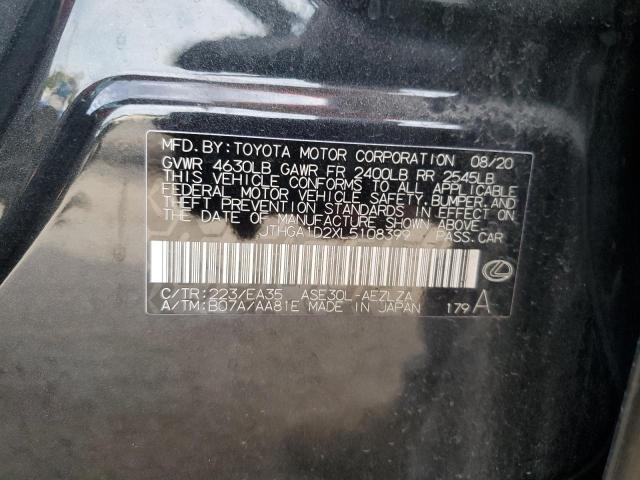 MFD. BY: TOYOTA MOTOR CORPORATION 08/20
GVWR 4630LB GAWR FR 2400LB RR 2545LB
THIS VEHICLE CONFORMS TO ALL APPLICABLE
FEDERAL MOTOR VEHICLE SAFETY, BUMPER, AND
THEFT PREVENTION STANDARDS IN EFFECT ON
THE DATE OF MANUFACTURE SHOWN ABOVE.
JTHGA1D2XL5108399 PASS. CAR
C/TR: 223/EA35 ASE30L-AEZLZA
A/TM: B07A/AA81E MADE IN JAPAN 179 A